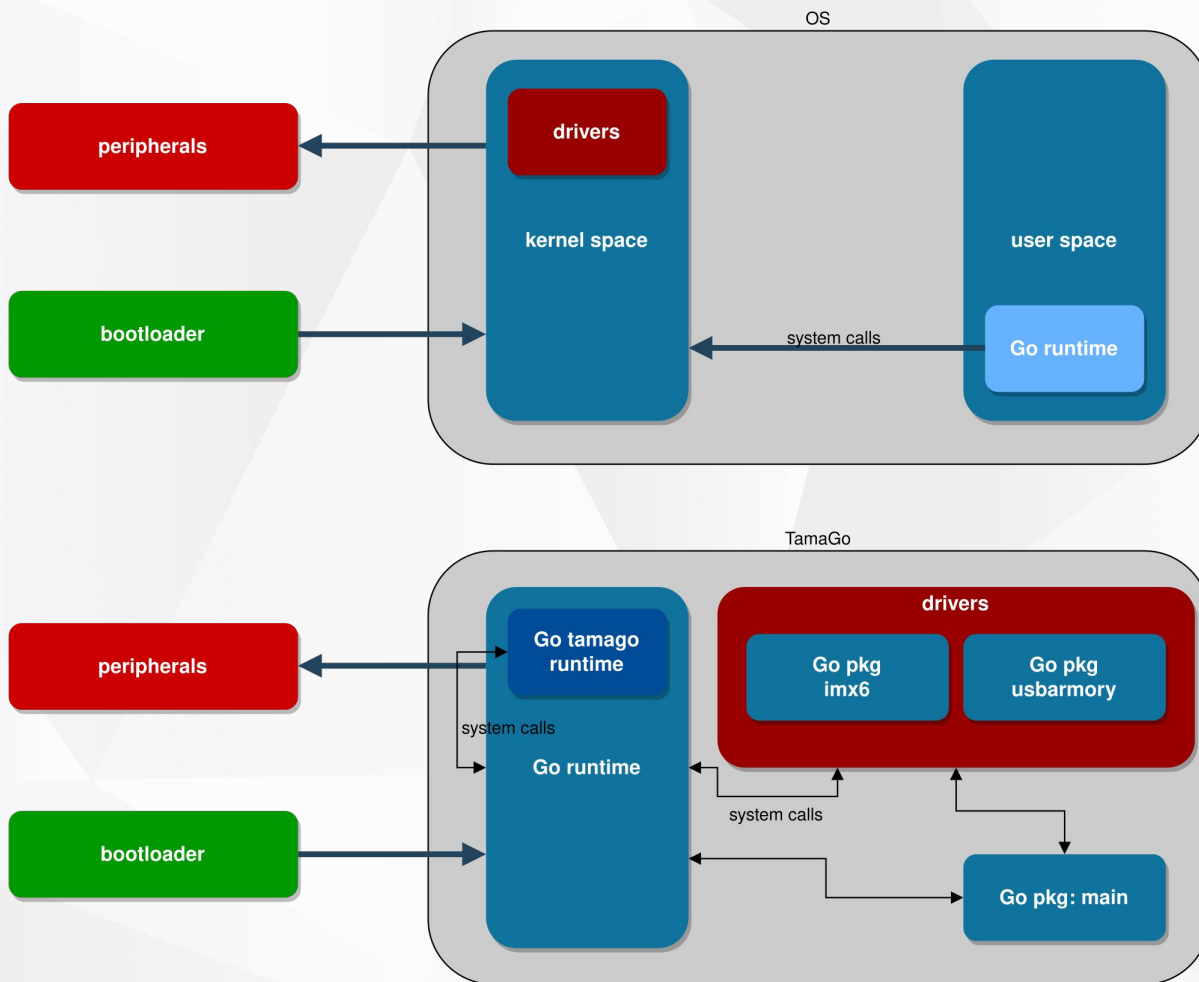 OS
peripherals
drivers
kernel space
user space
bootloader
system calls
Go runtime
TamaGo
peripherals
Go tamago
runtime
drivers
Go pkg
imx6
Go pkg
usbarmory
system calls
Go runtime
system calls
bootloader
Go pkg: main